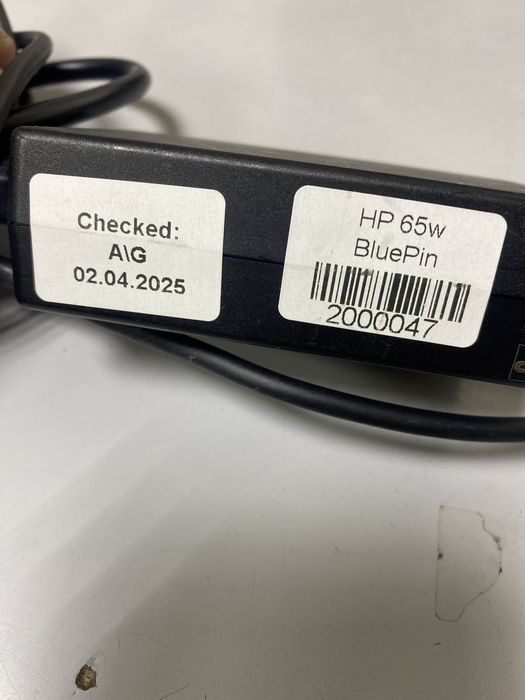 Checked:
A\G
02.04.2025
HP 65w
BluePin
2000047